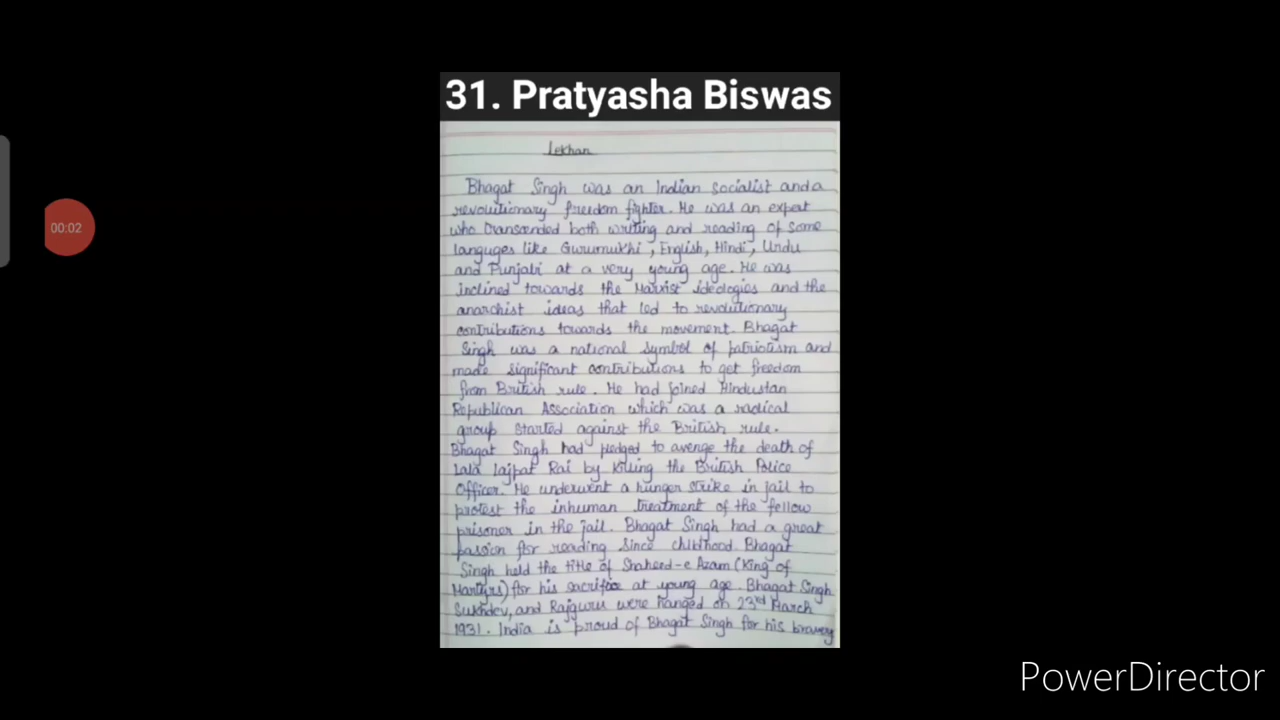 31. Pratyasha Biswas
Lekhan
Bhagat Singh was an Indian socialist and a
revolutionary freedom fighter. He was an expert
who transcended both writing and reading of some
languges like Gurumukhi, English, Hindi, Urdu
and Punjabi at a very young age. He was
inclined towards the Marxist ideologies and the
anarchist ideas that led to revolutionary
contributions towards the movement. Bhagat
Singh was a national symbol of patriotism and
made significant contributions to get freedom
from British rule. He had joined Hindustan
Republican Association which was a radical
group started against the British rule.
Bhagat Singh had pledged to avenge the death of
Lala Lajpat Rai by killing the British Police
Officer. He underwent a hunger strike in jail to
protest the inhuman treatment of the fellow
prisoner in the jail. Bhagat Singh had a great
passion for reading since childhood. Bhagat
Singh held the title of Shaheed-e Azam (King of
Martyrs) for his sacrifice at young age. Bhagat Singh
Sukhdev, and Rajguru were hanged on 23rd March
1931. India is proud of Bhagat Singh for his bravery
00:02
PowerDirector